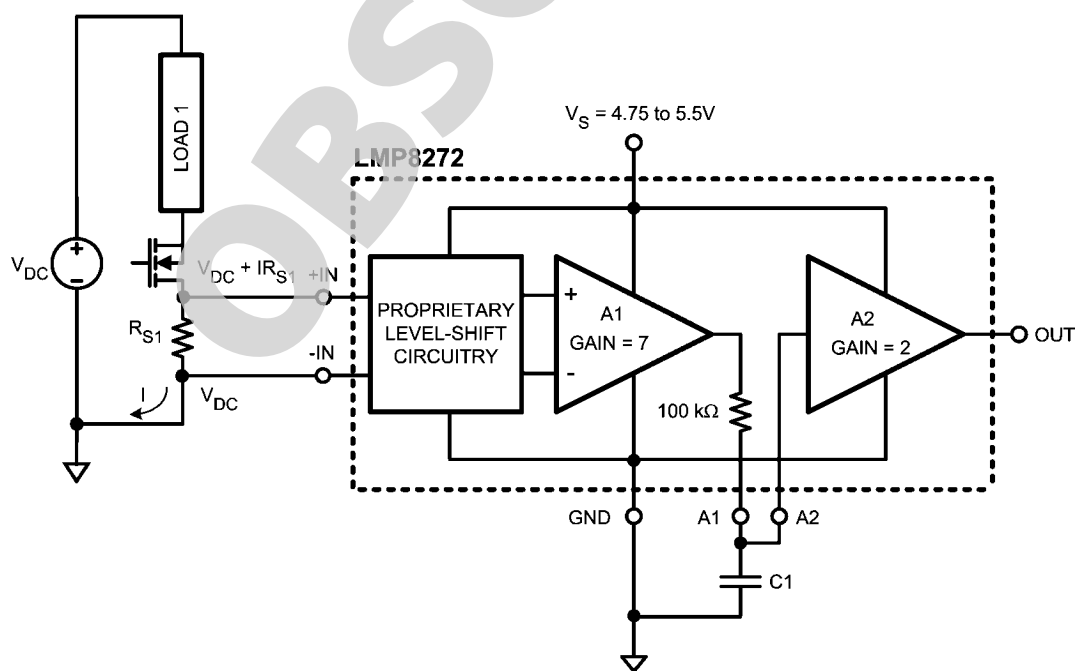 OBSO
V_S = 4.75 to 5.5V
LMP8272
LOAD 1
V_DC
V_DC + IR_S1
+IN
PROPRIETARY
LEVEL-SHIFT
CIRCUITRY
+
-
A1
GAIN = 7
A2
GAIN = 2
OUT
R_S1
-IN
I
V_DC
100 kΩ
GND
A1
A2
C1
+
-